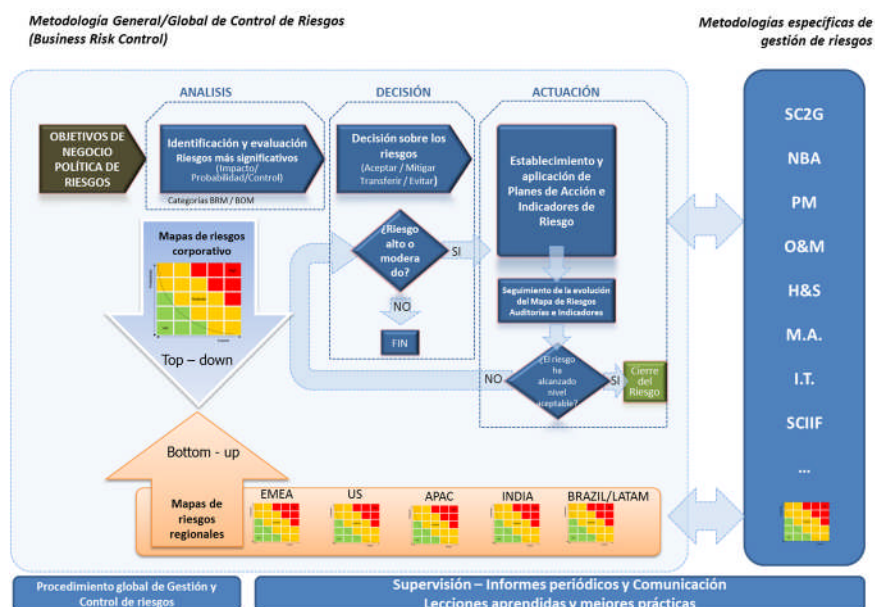 Metodología General/Global de Control de Riesgos
(Business Risk Control)
Metodologías específicas de
gestión de riesgos
ANALISIS
DECISIÓN
ACTUACIÓN
OBJETIVOS DE
NEGOCIO
POLÍTICA DE
RIESGOS
Identificación y evaluación
Riesgos más significativos
(Impacto/
Probabilidad/Control)
Categorías BRM / BOM
Decisión sobre los
riesgos
(Aceptar / Mitigar
Transferir / Evitar)
Establecimiento y
aplicación de
Planes de Acción e
Indicadores de
Riesgo
¿Riesgo
alto o
modera
do?
SI
NO
FIN
Seguimiento de la evolución
del Mapa de Riesgos
Auditorías e Indicadores
¿El riesgo
he
alcanzado
nivel
aceptable?
NO
SI
Cierre
del
Riesgo
Mapas de riesgos
corporativo
Top – down
Bottom - up
Mapas de
riesgos
regionales
EMEA
US
APAC
INDIA
BRAZIL/LATAM
SC2G
NBA
PM
O&M
H&S
M.A.
I.T.
SCIIF
...
Procedimiento global de Gestión y
Control de riesgos
Supervisión – Informes periódicos y Comunicación
Lecciones aprendidas y mejores prácticas